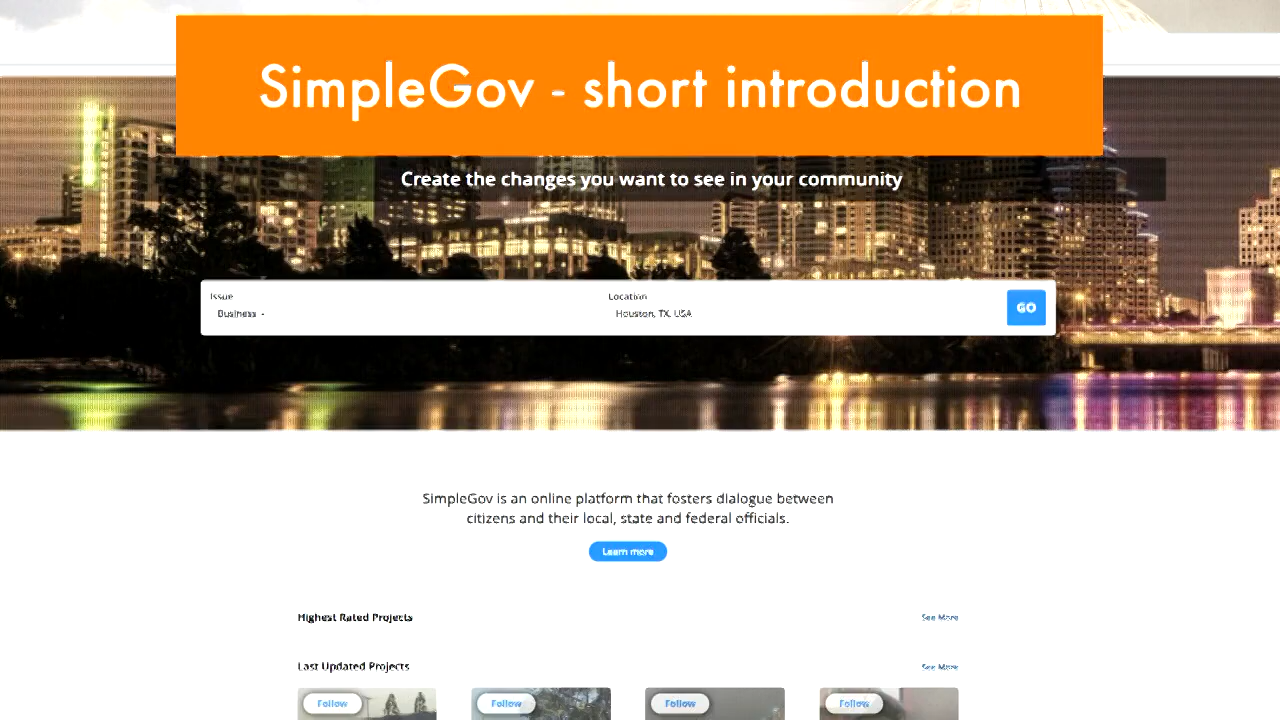 SimpleGov - short introduction
Create the changes you want to see in your community
Issue
Location
Business
Houston, TX, USA
GO
SimpleGov is an online platform that fosters dialogue between
citizens and their local, state and federal officials.
Learn more
Highest Rated Projects
See More
Last Updated Projects
See More
Follow
Follow
Follow
Follow